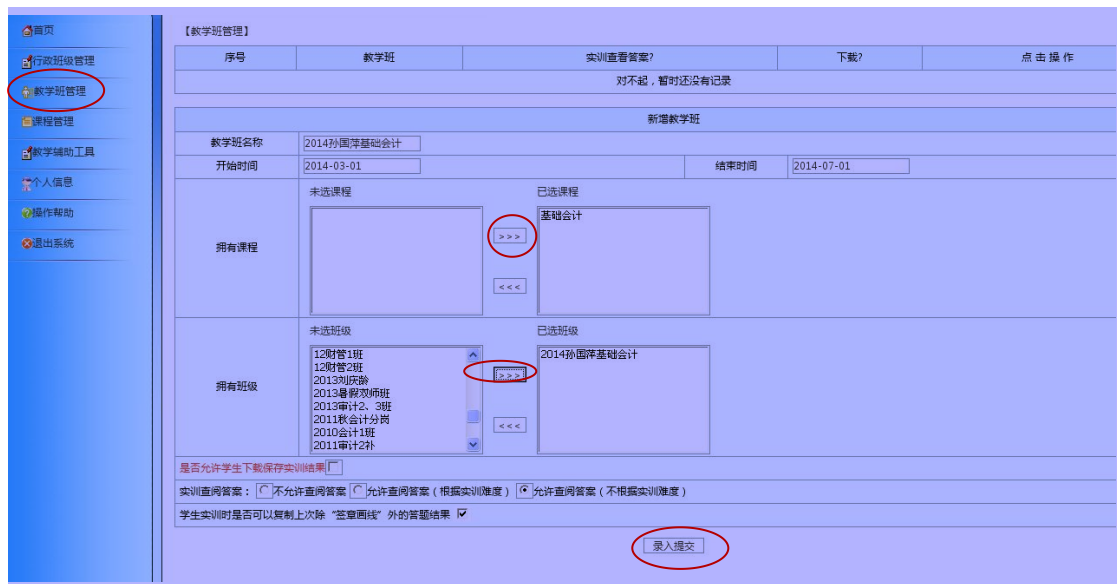 首页
行政班级管理
教学班管理
课程管理
教学辅助工具
个人信息
操作帮助
退出系统
【教学班管理】
序号 教学班 实训查看答案? 下载? 点击操作
对不起，暂时还没有记录
新增教学班
教学班名称 2014孙国萍基础会计
开始时间 2014-03-01 结束时间 2014-07-01
拥有课程
未选课程 已选课程
基础会计
>>>
<<<
拥有班级
未选班级 已选班级
12财管1班 2014孙国萍基础会计
12财管2班
2013刘庆龄
2013暑假双师班
2013审计2、3班
2011秋会计分岗
2010会计1班
2011审计2补
>>>
<<<
是否允许学生下载保存实训结果
实训查阅答案： 不允许查阅答案 允许查阅答案（根据实训难度） 允许查阅答案（不根据实训难度）
学生实训时是否可以复制上次除“签章画线”外的答题结果
录入提交